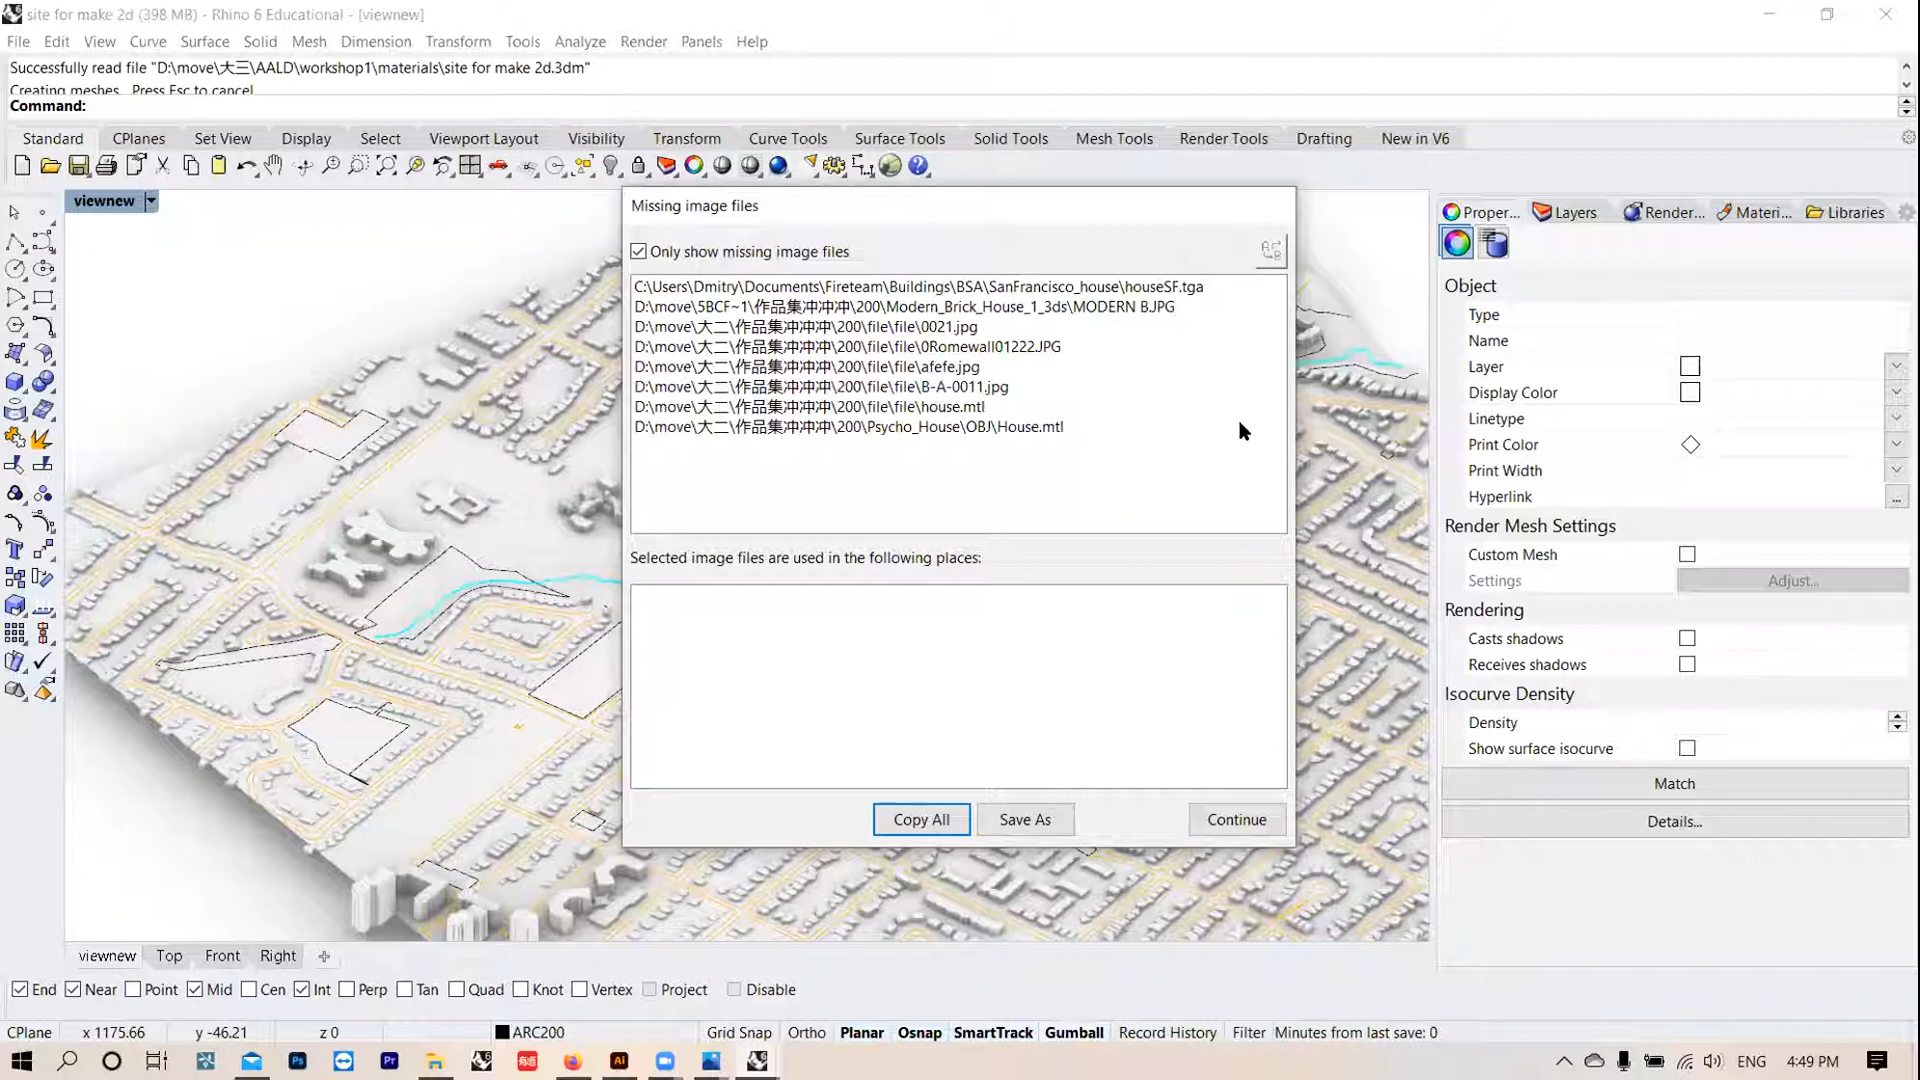 site for make 2d (398 MB) - Rhino 6 Educational - [viewnew]
File Edit View Curve Surface Solid Mesh Dimension Transform Tools Analyze Render Panels Help
Successfully read file "D:\move\大三\AALD\workshop1\materials\site for make 2d.3dm"
Creating meshes... Press Esc to cancel
Command:
Standard CPlanes Set View Display Select Viewport Layout Visibility Transform Curve Tools Surface Tools Solid Tools Mesh Tools Render Tools Drafting New in V6
viewnew
Missing image files
Only show missing image files
C:\Users\Dmitry\Documents\Fireteam\Buildings\BSA\SanFrancisco_house\houseSF.tga
D:\move\5BCF~1\作品集冲冲冲\200\Modern_Brick_House_1_3ds\MODERN B.JPG
D:\move\大二\作品集冲冲冲\200\file\file\0021.jpg
D:\move\大二\作品集冲冲冲\200\file\file\0Romewall01222.JPG
D:\move\大二\作品集冲冲冲\200\file\file\afefe.jpg
D:\move\大二\作品集冲冲冲\200\file\file\B-A-0011.jpg
D:\move\大二\作品集冲冲冲\200\file\file\house.mtl
D:\move\大二\作品集冲冲冲\200\Psycho_House\OBJ\House.mtl
Selected image files are used in the following places:
Copy All Save As Continue
Proper... Layers Render... Materi... Libraries
Object
Type
Name
Layer
Display Color
Linetype
Print Color
Print Width
Hyperlink ...
Render Mesh Settings
Custom Mesh
Settings Adjust...
Rendering
Casts shadows
Receives shadows
Isocurve Density
Density
Show surface isocurve
Match
Details...
viewnew Top Front Right
End Near Point Mid Cen Int Perp Tan Quad Knot Vertex Project Disable
CPlane x 1175.66 y -46.21 z 0 ARC200 Grid Snap Ortho Planar Osnap SmartTrack Gumball Record History Filter Minutes from last save: 0
Ps Pr Ai ENG 4:49 PM